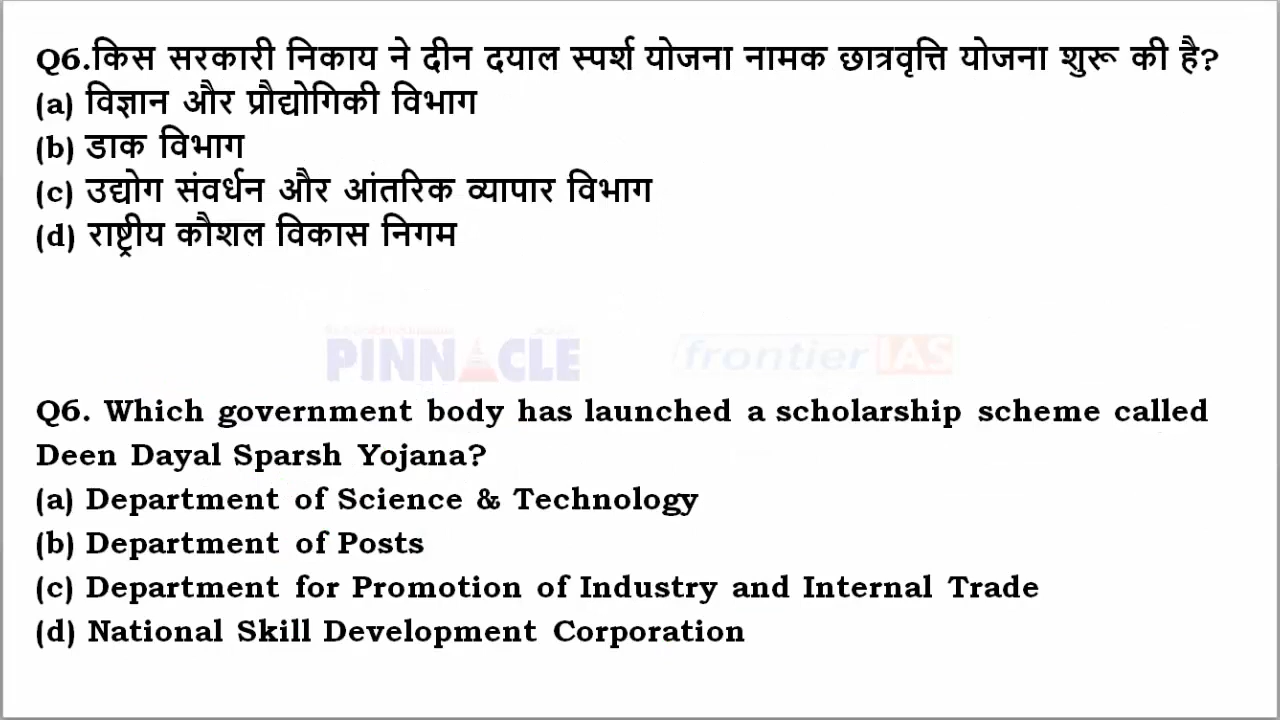 Q6.किस सरकारी निकाय ने दीन दयाल स्पर्श योजना नामक छात्रवृत्ति योजना शुरू की है?
(a) विज्ञान और प्रौद्योगिकी विभाग
(b) डाक विभाग
(c) उद्योग संवर्धन और आंतरिक व्यापार विभाग
(d) राष्ट्रीय कौशल विकास निगम
PINNACLE frontier IAS
Q6. Which government body has launched a scholarship scheme called
Deen Dayal Sparsh Yojana?
(a) Department of Science & Technology
(b) Department of Posts
(c) Department for Promotion of Industry and Internal Trade
(d) National Skill Development Corporation